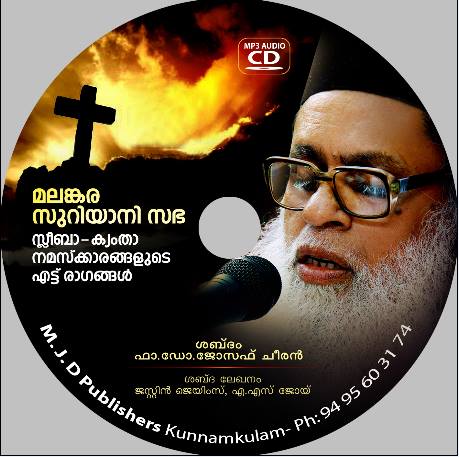 MP3 AUDIO
CD
മലങ്കര
സുറിയാനി സഭ
സ്ലീബാ - ക്യംതാ
നമസ്ക്കാരങ്ങളുടെ
എട്ട് രാഗങ്ങൾ
ശബ്ദം
ഫാ.ഡോ.ജോസഫ് ചീരൻ
ശബ്ദ ലേഖനം
ജസ്റ്റിൻ ജെയിംസ്, എ.എസ് ജോയ്
M. J. D Publishers Kunnamkulam- Ph: 94 95 60 31 74